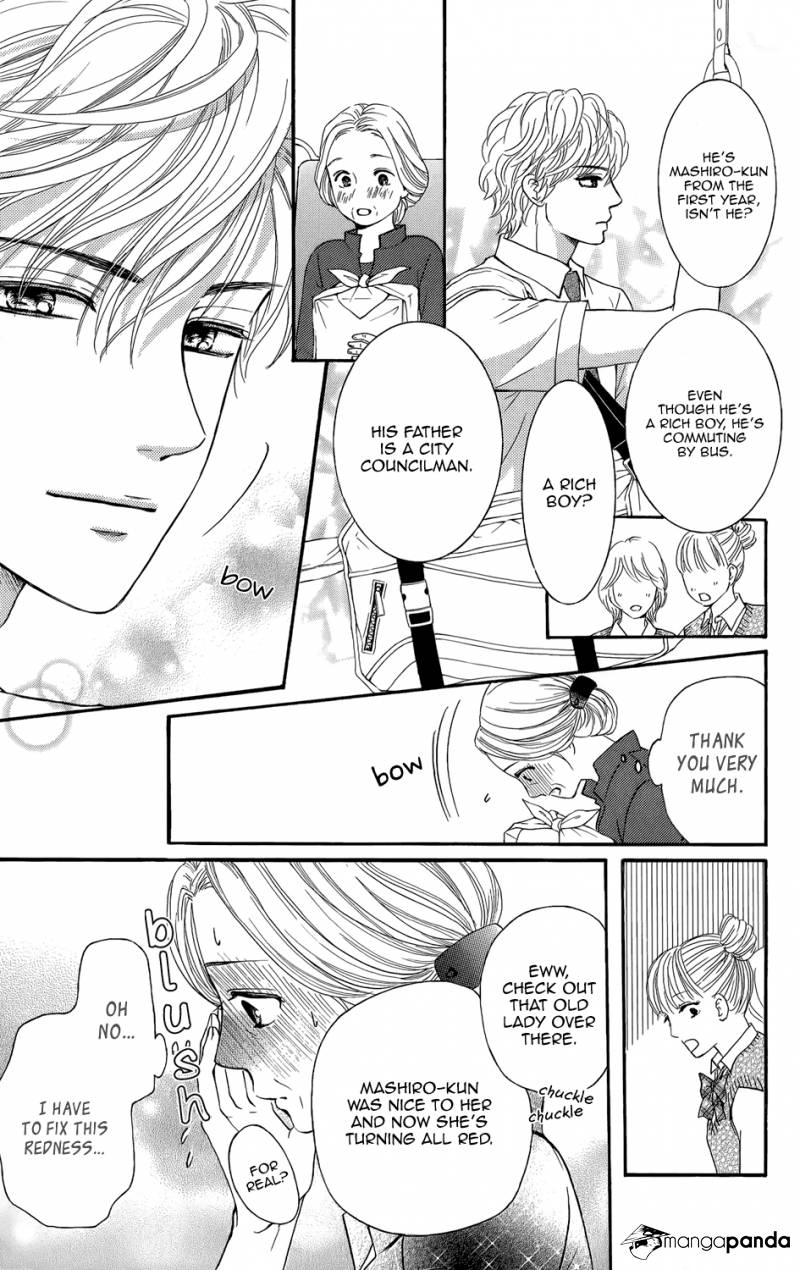 HE'S
MASHIRO-KUN
FROM THE
FIRST YEAR,
ISN'T HE?
EVEN
THOUGH HE'S
A RICH BOY, HE'S
COMMUTING
BY BUS.
A RICH
BOY?
HIS FATHER
IS A CITY
COUNCILMAN.
BOW
THANK
YOU VERY
MUCH.
BOW
EWW,
CHECK OUT
THAT OLD
LADY OVER
THERE.
chuckle
chuckle
MASHIRO-KUN
WAS NICE TO HER
AND NOW SHE'S
TURNING ALL RED.
FOR
REAL?
blush
OH
NO...
I HAVE
TO FIX THIS
REDNESS...
mangapanda